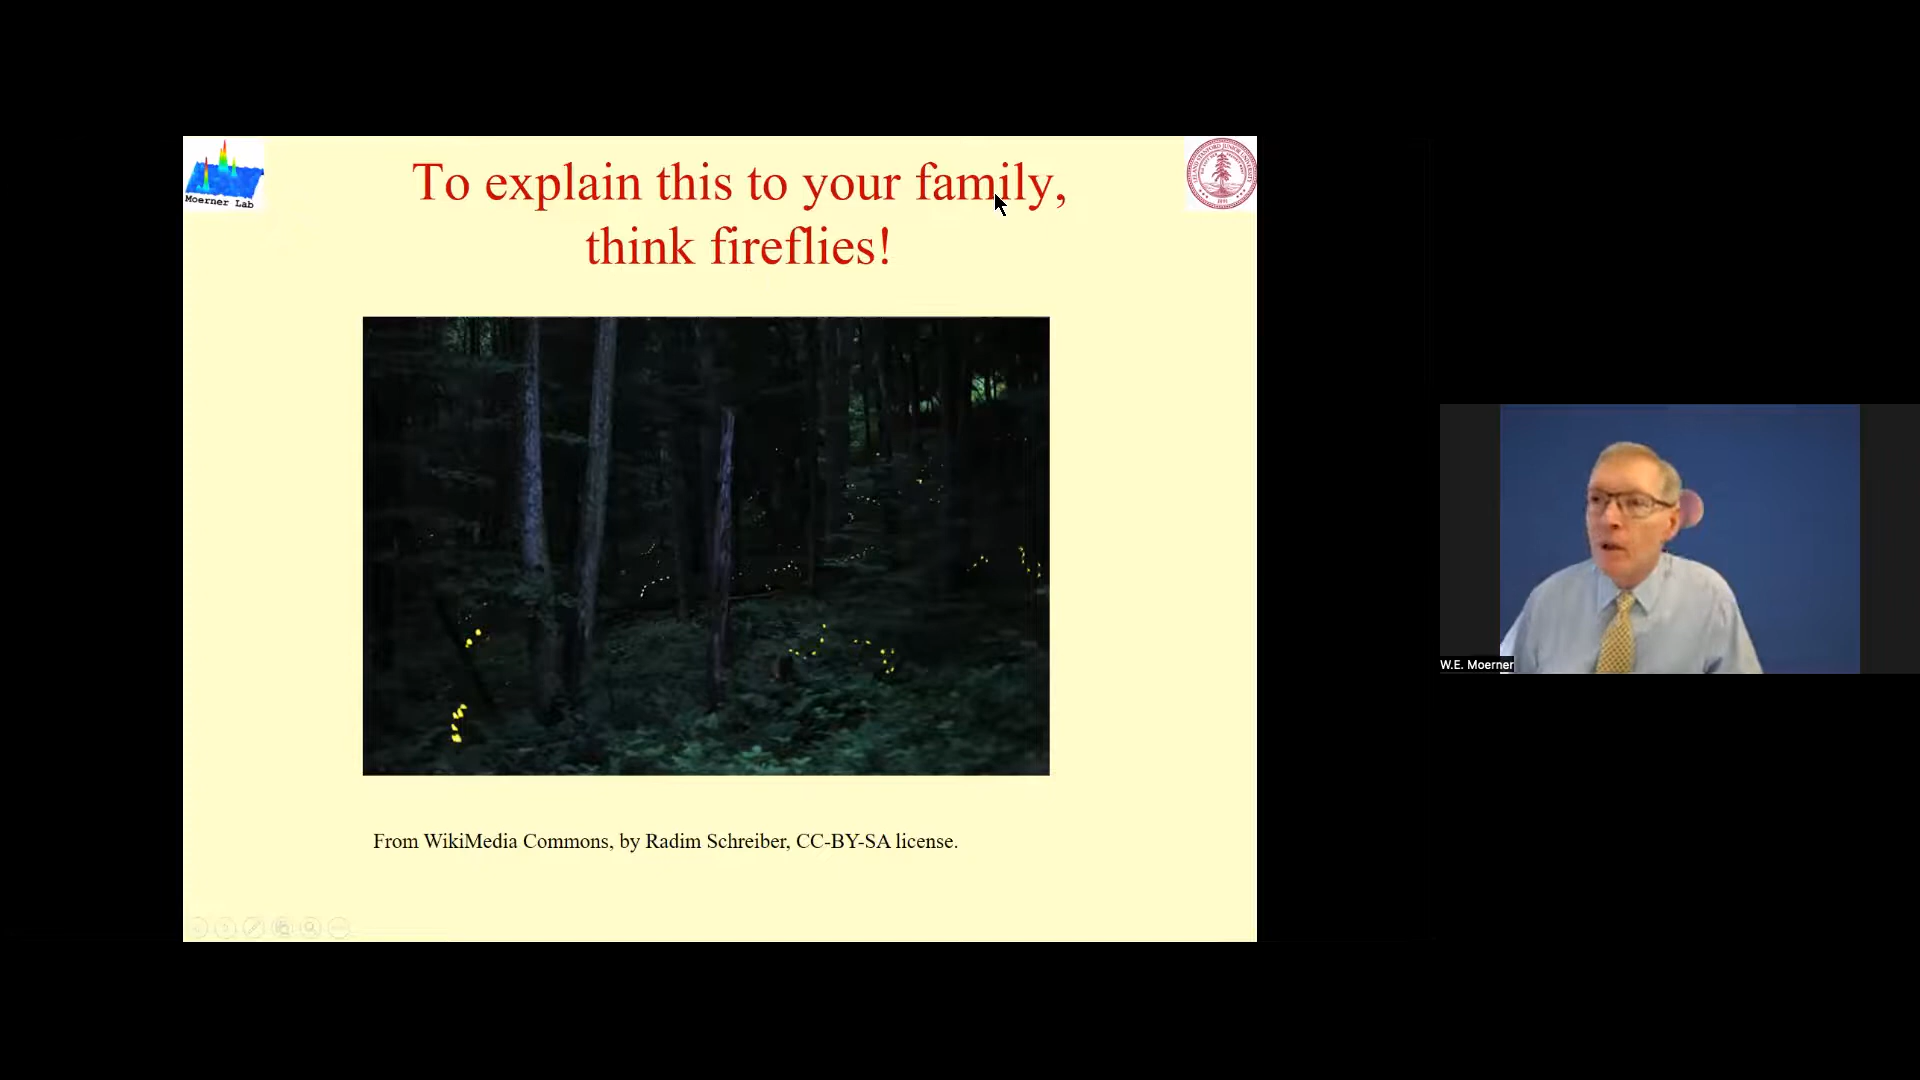 To explain this to your family,
think fireflies!
Moerner Lab
From WikiMedia Commons, by Radim Schreiber, CC-BY-SA license.
W.E. Moerner